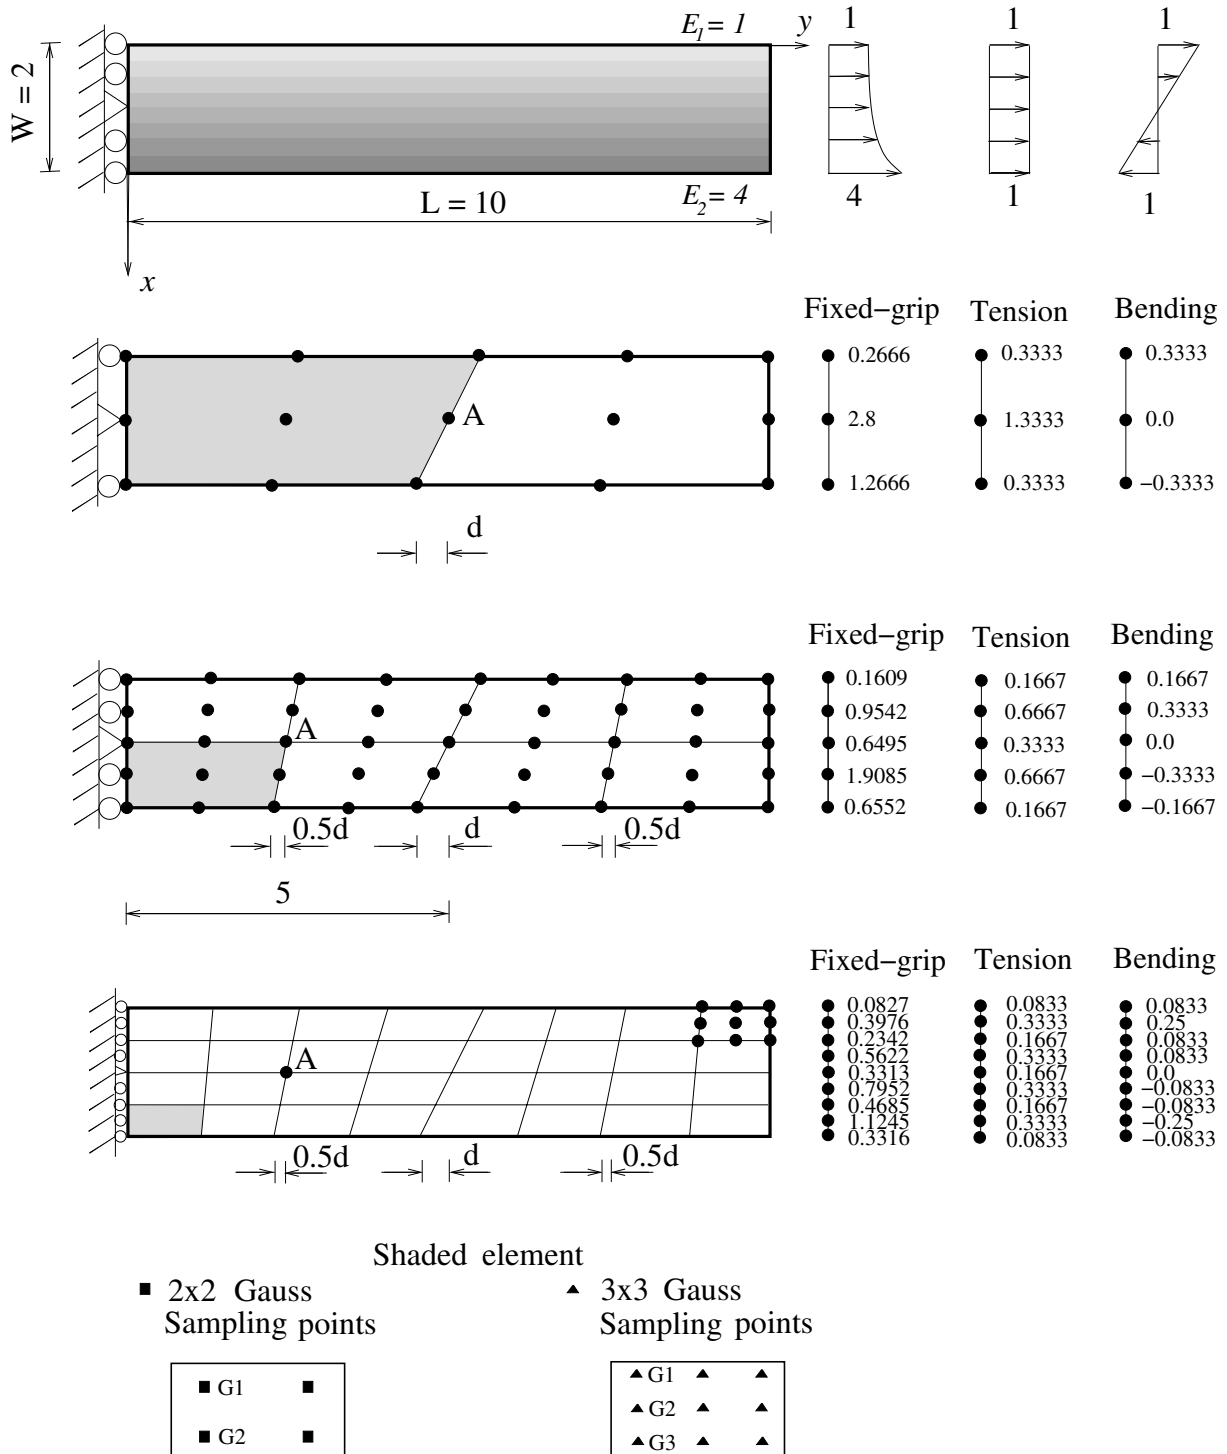 E1 = 1
y
1
1
1
W = 2
L = 10
E2 = 4
4
1
1
x
Fixed−grip
Tension
Bending
0.2666
0.3333
0.3333
A
2.8
1.3333
0.0
1.2666
0.3333
−0.3333
d
Fixed−grip
Tension
Bending
0.1609
0.1667
0.1667
0.9542
0.6667
0.3333
A
0.6495
0.3333
0.0
1.9085
0.6667
−0.3333
0.6552
0.1667
−0.1667
0.5d
d
0.5d
5
Fixed−grip
Tension
Bending
0.0827
0.0833
0.0833
0.3976
0.3333
0.25
0.2342
0.1667
0.0833
A
0.5622
0.3333
0.0833
0.3313
0.1667
0.0
0.7952
0.3333
−0.0833
0.4685
0.1667
−0.0833
1.1245
0.3333
−0.25
0.3316
0.0833
−0.0833
0.5d
d
0.5d
Shaded element
2x2 Gauss
Sampling points
3x3 Gauss
Sampling points
G1
G2
G1
G2
G3